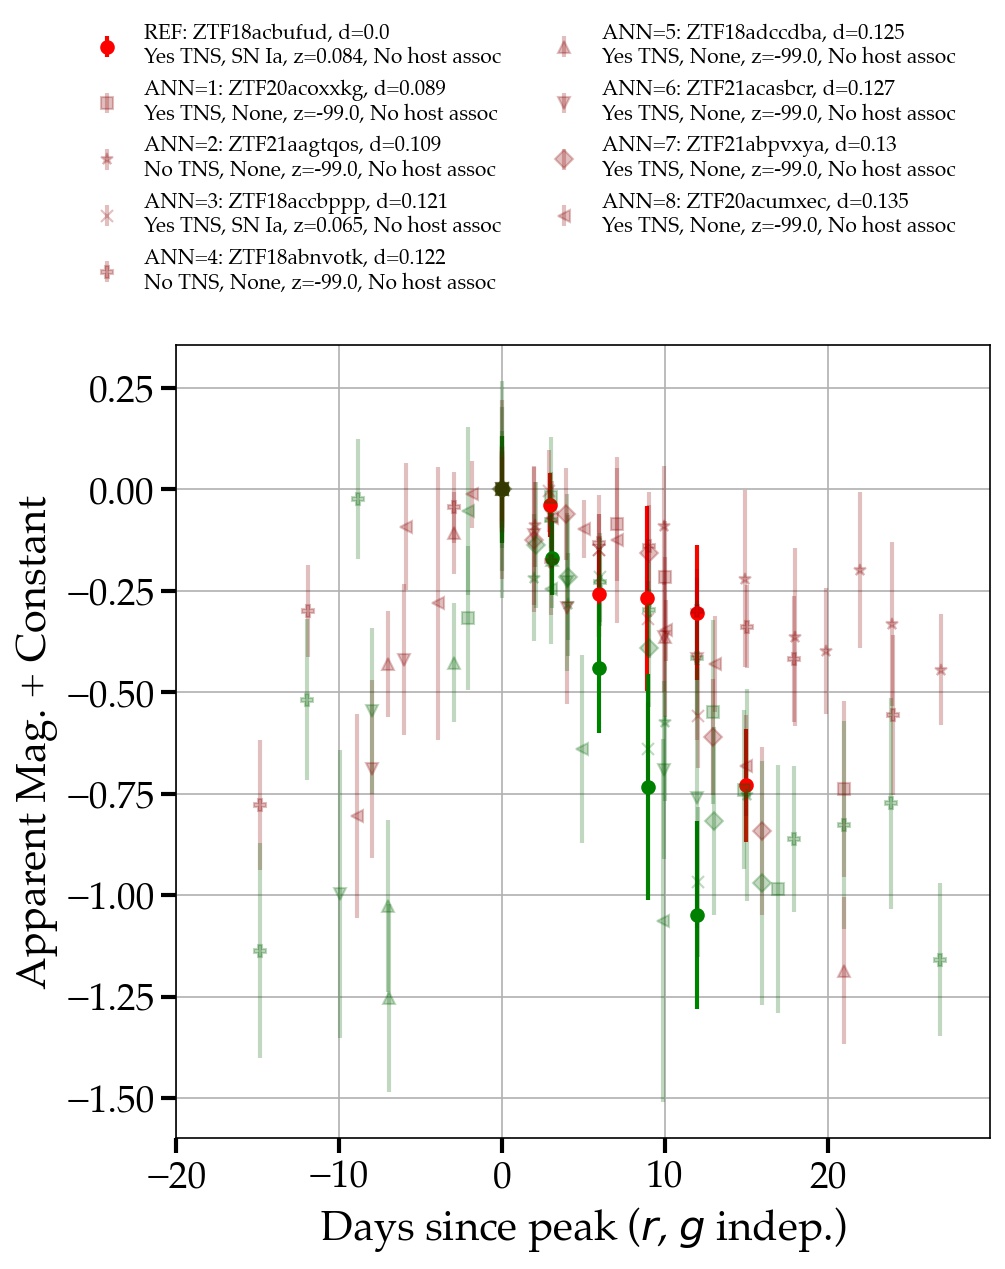 REF: ZTF18acbufud, d=0.0
Yes TNS, SN Ia, z=0.084, No host assoc
ANN=1: ZTF20acoxxkg, d=0.089
Yes TNS, None, z=-99.0, No host assoc
ANN=2: ZTF21aagtqos, d=0.109
No TNS, None, z=-99.0, No host assoc
ANN=3: ZTF18accbppp, d=0.121
Yes TNS, SN Ia, z=0.065, No host assoc
ANN=4: ZTF18abnvotk, d=0.122
No TNS, None, z=-99.0, No host assoc
ANN=5: ZTF18adccdba, d=0.125
Yes TNS, None, z=-99.0, No host assoc
ANN=6: ZTF21acasbcr, d=0.127
Yes TNS, None, z=-99.0, No host assoc
ANN=7: ZTF21abpvxya, d=0.13
Yes TNS, None, z=-99.0, No host assoc
ANN=8: ZTF20acumxec, d=0.135
Yes TNS, None, z=-99.0, No host assoc
Apparent Mag. + Constant
0.25
0.00
−0.25
−0.50
−0.75
−1.00
−1.25
−1.50
−20
−10
0
10
20
Days since peak (r, g indep.)